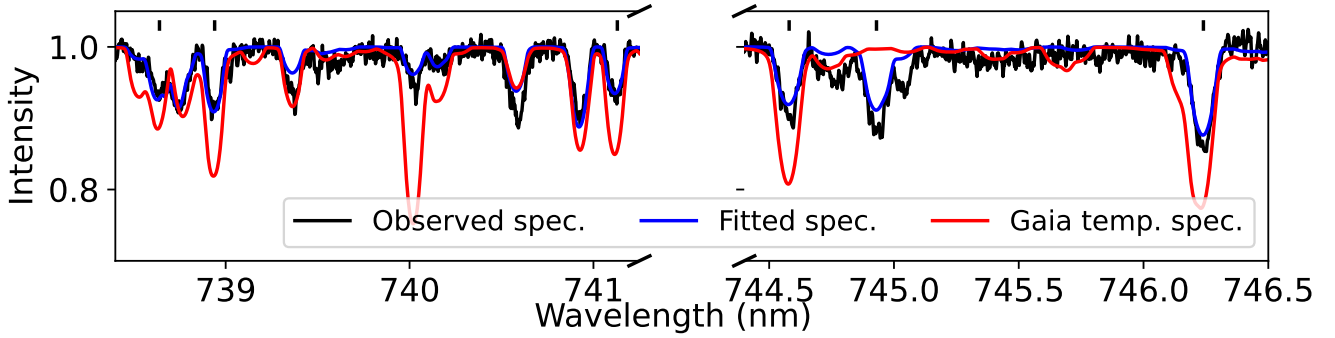 Intensity
1.0
0.8
Observed spec. Fitted spec. Gaia temp. spec.
739 740 741 744.5 745.0 745.5 746.0 746.5
Wavelength (nm)